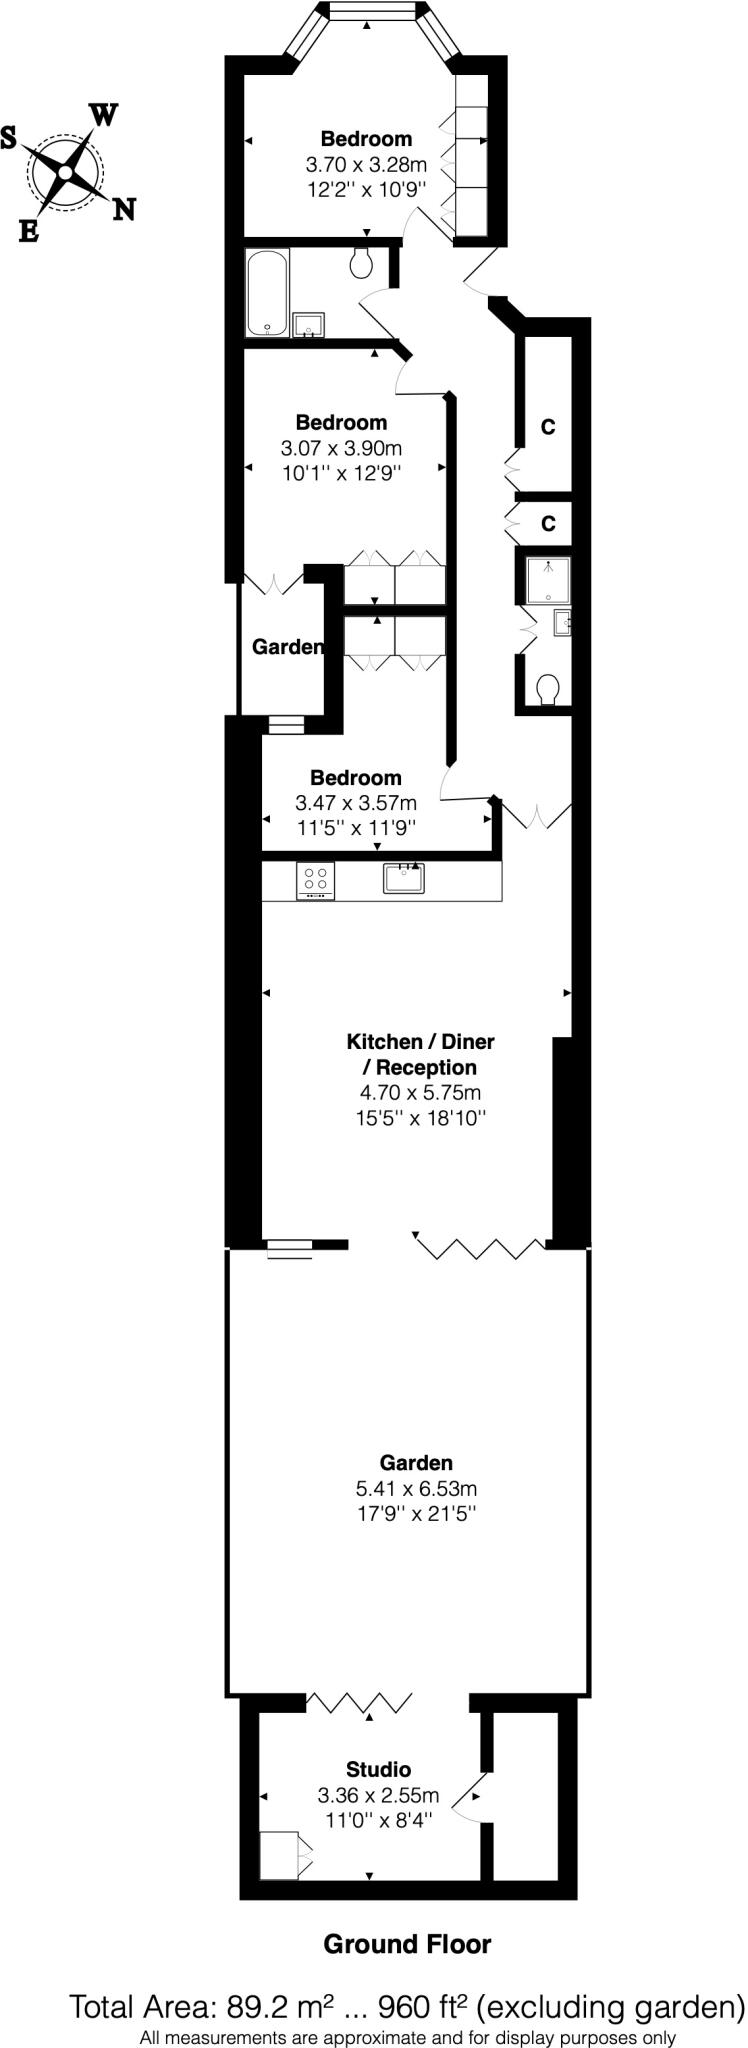 W
S
N
E
Bedroom
3.70 x 3.28m
12'2'' x 10'9''
Bedroom
3.07 x 3.90m
10'1'' x 12'9''
C
C
Garden
Bedroom
3.47 x 3.57m
11'5'' x 11'9''
Kitchen / Diner
/ Reception
4.70 x 5.75m
15'5'' x 18'10''
Garden
5.41 x 6.53m
17'9'' x 21'5''
Studio
3.36 x 2.55m
11'0'' x 8'4''
Ground Floor
Total Area: 89.2 m² ... 960 ft² (excluding garden)
All measurements are approximate and for display purposes only